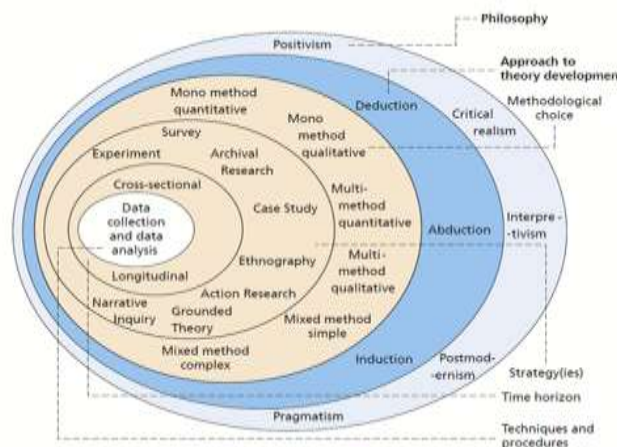 Philosophy
Positivism
Approach to
theory development
Mono method
quantitative
Deduction
Methodological
choice
Mono
method
qualitative
Critical
realism
Survey
Experiment
Archival
Research
Cross-sectional
Multi-
method
quantitative
Data
collection
and data
analysis
Case Study
Abduction
Interpre -
-tivism
Ethnography
Multi-
method
qualitative
Longitudinal
Action Research
Narrative
Inquiry
Grounded
Theory
Mixed method
simple
Mixed method
complex
Induction
Postmod-
-ernism
Strategy(ies)
Time horizon
Pragmatism
Techniques and
procedures